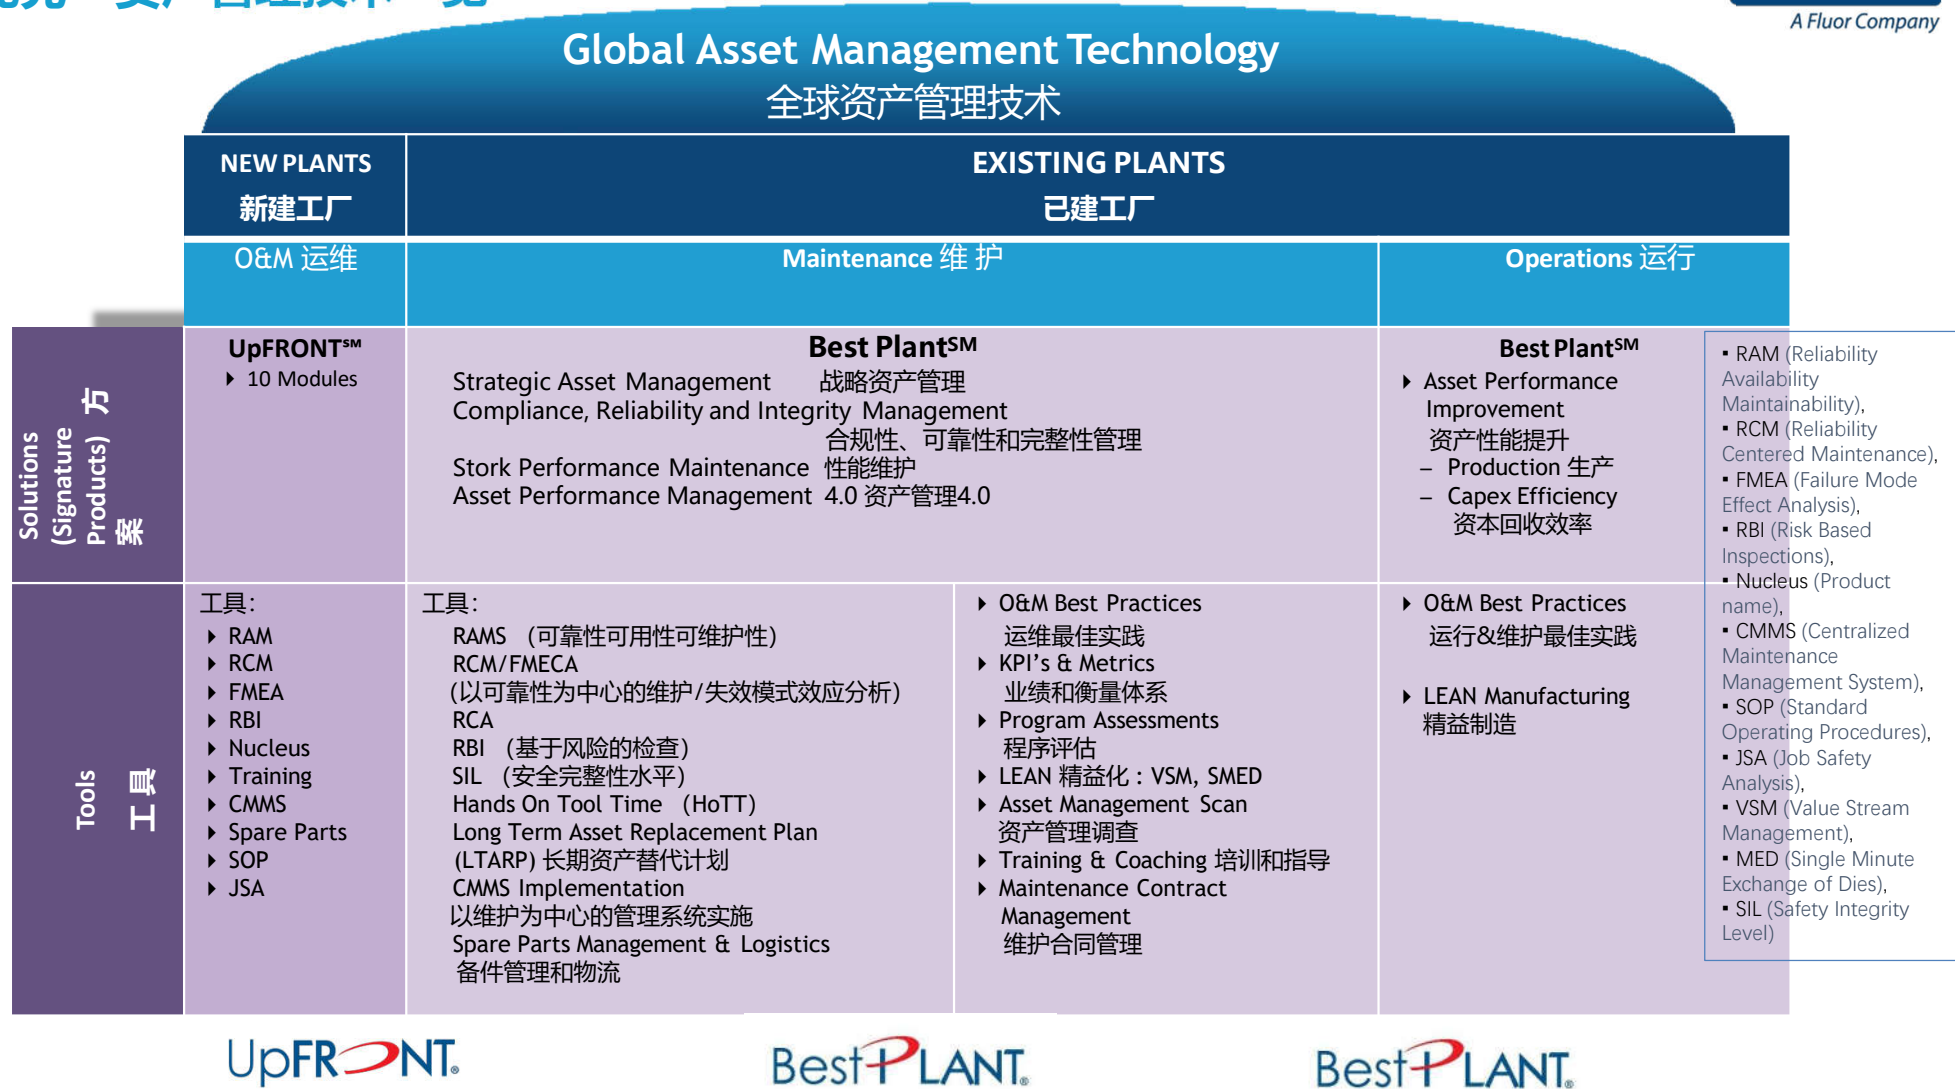 资产管理技术一览
A Fluor Company
Global Asset Management Technology
全球资产管理技术
NEW PLANTS
新建工厂
EXISTING PLANTS
已建工厂
O&M 运维
Maintenance 维 护
Operations 运行
Solutions
(Signature
Products) 方
案
UpFRONT℠
10 Modules
Best Plant℠
Strategic Asset Management 战略资产管理
Compliance, Reliability and Integrity Management
合规性、可靠性和完整性管理
Stork Performance Maintenance 性能维护
Asset Performance Management 4.0 资产管理4.0
Best Plant℠
Asset Performance
Improvement
资产性能提升
– Production 生产
– Capex Efficiency
资本回收效率
Tools
工具
工具：
RAM
RCM
FMEA
RBI
Nucleus
Training
CMMS
Spare Parts
SOP
JSA
工具：
RAMS （可靠性可用性可维护性）
RCM/FMECA
(以可靠性为中心的维护/失效模式效应分析）
RCA
RBI （基于风险的检查）
SIL （安全完整性水平）
Hands On Tool Time （HoTT）
Long Term Asset Replacement Plan
(LTARP) 长期资产替代计划
CMMS Implementation
以维护为中心的管理系统实施
Spare Parts Management & Logistics
备件管理和物流
O&M Best Practices
运维最佳实践
KPI's & Metrics
业绩和衡量体系
Program Assessments
程序评估
LEAN 精益化：VSM, SMED
Asset Management Scan
资产管理调查
Training & Coaching 培训和指导
Maintenance Contract
Management
维护合同管理
O&M Best Practices
运行&维护最佳实践
LEAN Manufacturing
精益制造
▪ RAM (Reliability
Availability
Maintainability),
▪ RCM (Reliability
Centered Maintenance),
▪ FMEA (Failure Mode
Effect Analysis),
▪ RBI (Risk Based
Inspections),
▪ Nucleus (Product
name),
▪ CMMS (Centralized
Maintenance
Management System),
▪ SOP (Standard
Operating Procedures),
▪ JSA (Job Safety
Analysis),
▪ VSM (Value Stream
Management),
▪ MED (Single Minute
Exchange of Dies),
▪ SIL (Safety Integrity
Level)
UpFRONT®
BestPLANT®
BestPLANT®